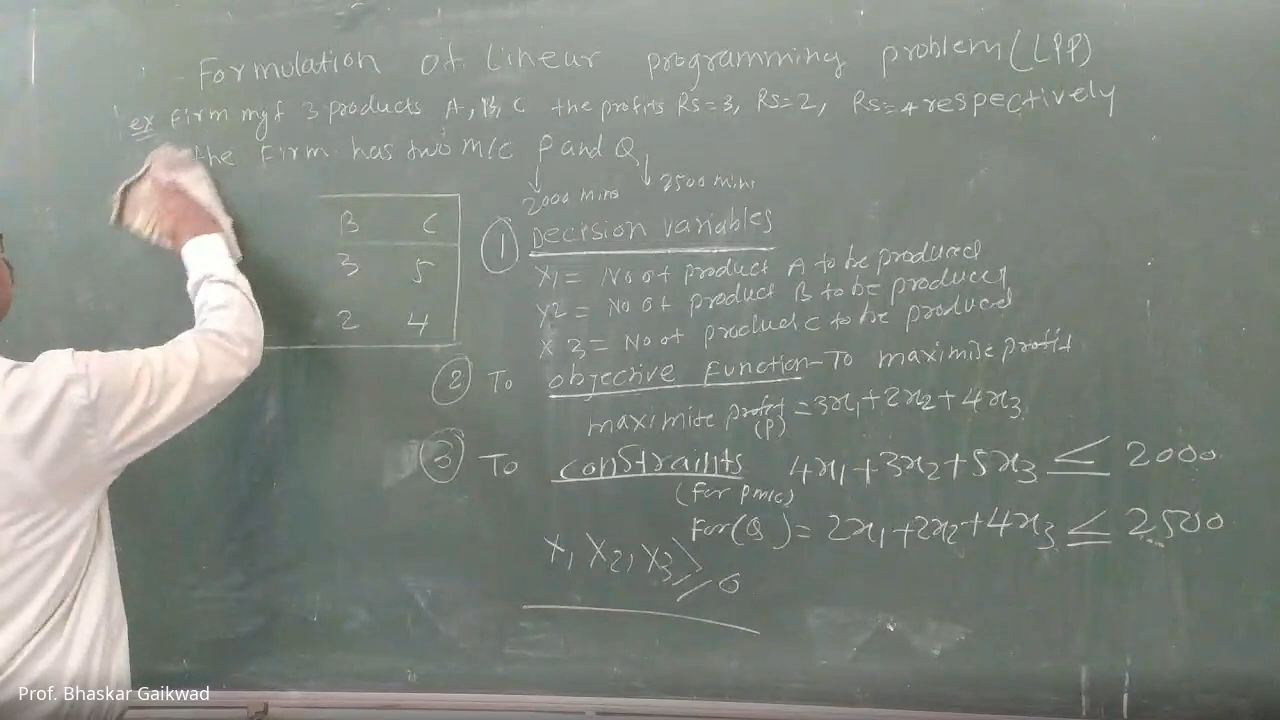 Formulation of Linear programming problem (LPP)
ex Firm mgf 3 products A, B, C the profits Rs=3, Rs=2, Rs=4 respectively
the Firm has two M/C P and Q
2000 mins 2500 mins
B C
3 5
2 4
① Decision variables
X1 = No of product A to be produced
X2 = No of product B to be produced
X3 = No of product C to be produced
② To objective Function - To maximise profit
maximise profit = 3x₁ + 2x₂ + 4x₃
(P)
③ To constraints 4x₁ + 3x₂ + 5x₃ ≤ 2000
(for p m/c)
For (Q) = 2x₁ + 2x₂ + 4x₃ ≤ 2500
X₁ X₂, X₃ ≥ 0
Prof. Bhaskar Gaikwad